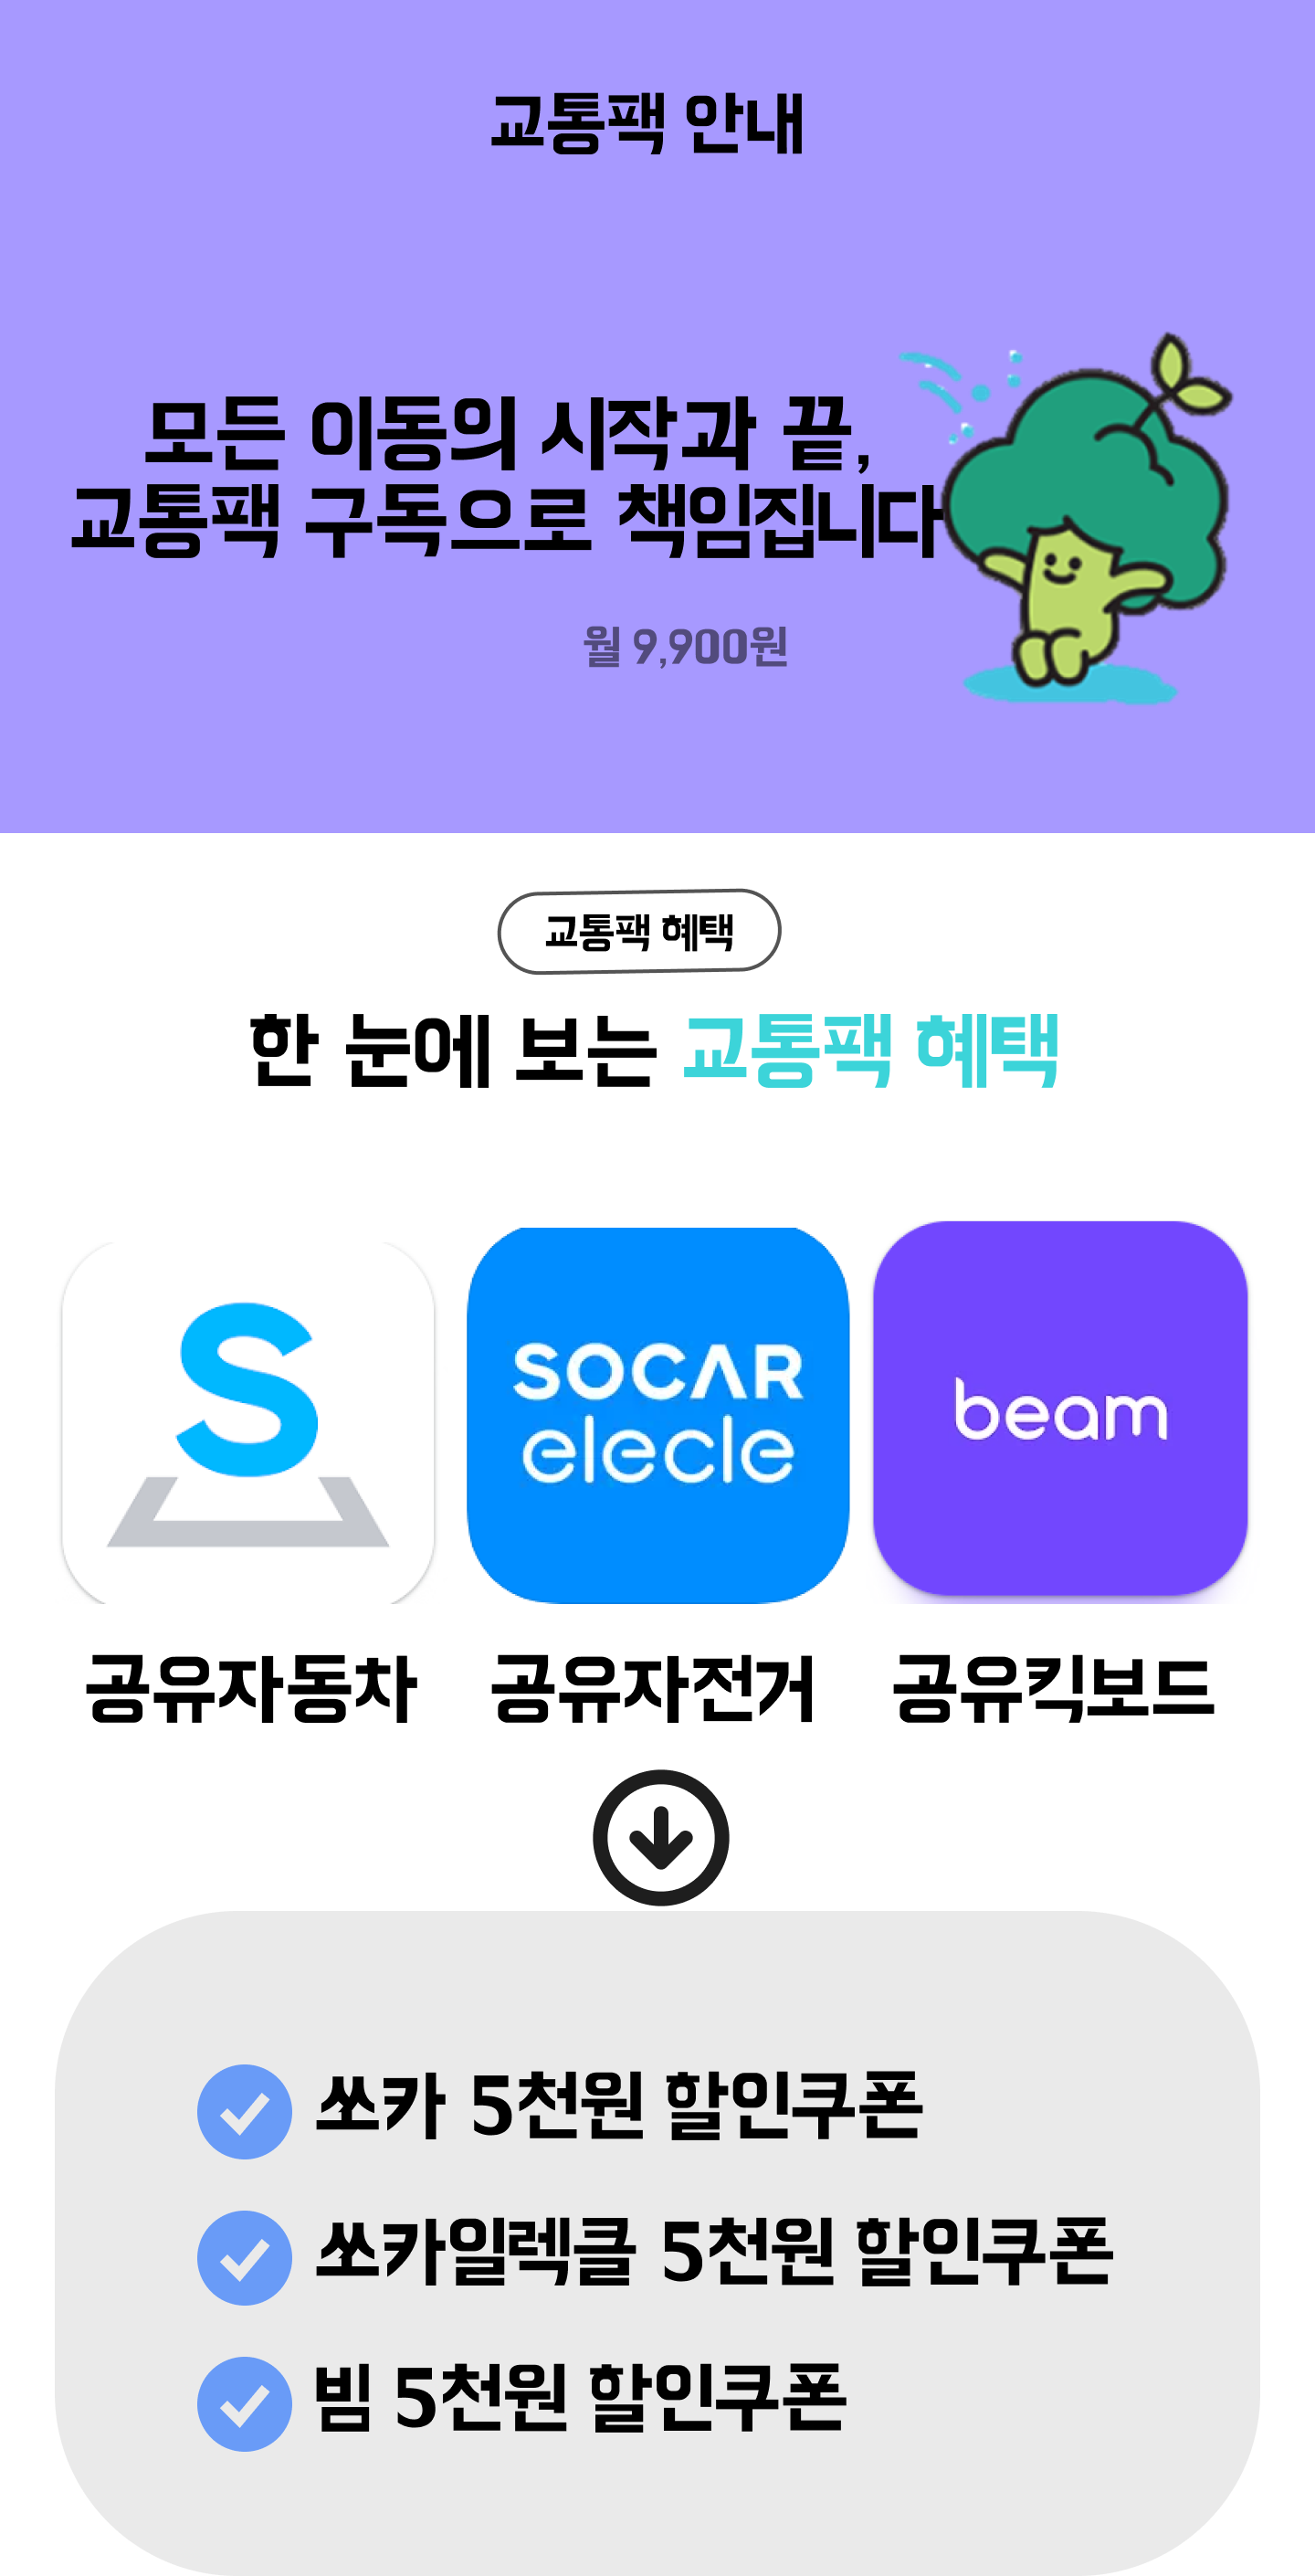 교통팩 안내
모든 이동의 시작과 끝,
교통팩 구독으로 책임집니다
월 9,900원
교통팩 혜택
한 눈에 보는 교통팩 혜택
S
SOCAR
elecle
beam
공유자동차 공유자전거 공유킥보드
쏘카 5천원 할인쿠폰
쏘카일렉클 5천원 할인쿠폰
빔 5천원 할인쿠폰